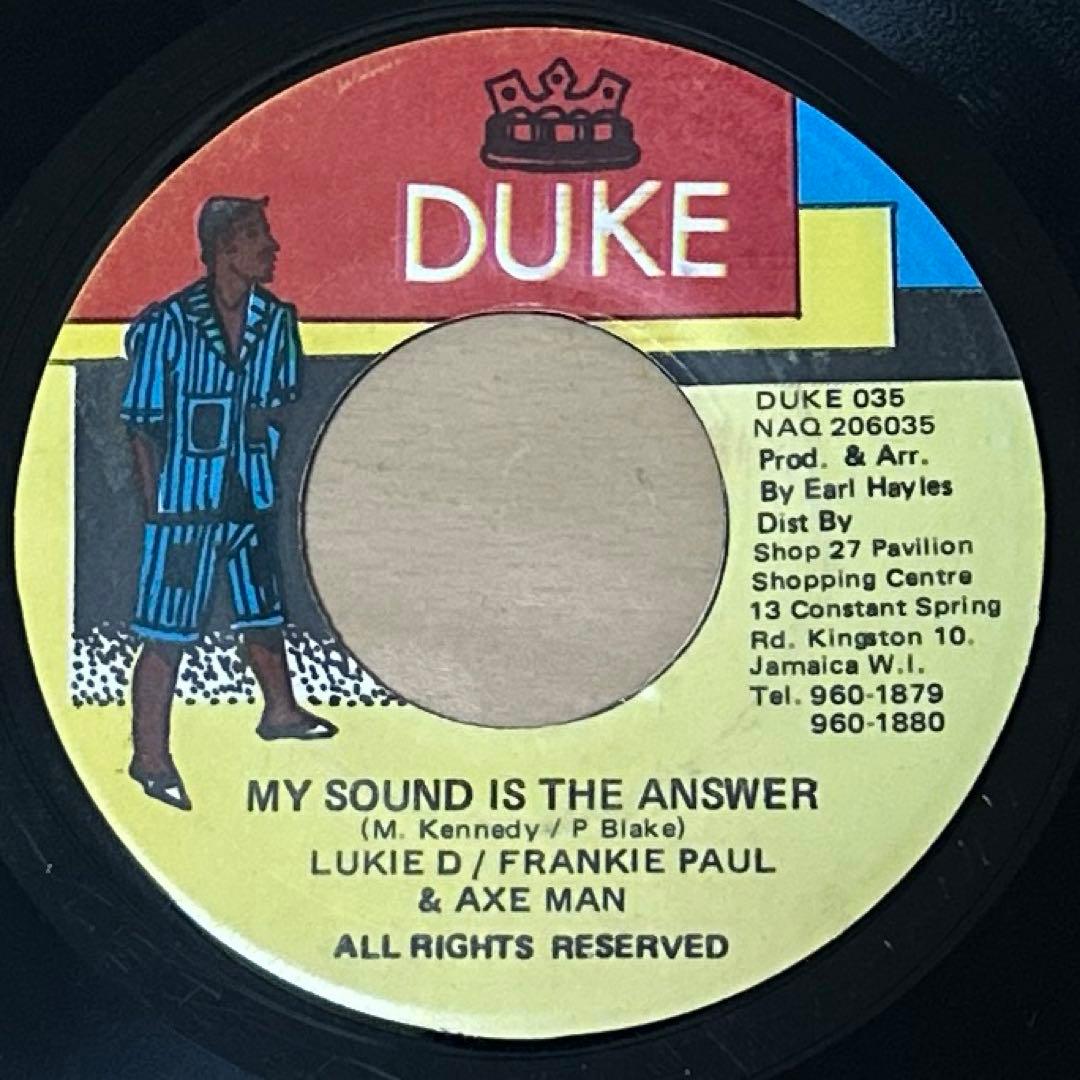 DUKE
DUKE 035
NAQ 206035
Prod. & Arr.
By Earl Hayles
Dist By
Shop 27 Pavilion
Shopping Centre
13 Constant Spring
Rd. Kingston 10.
Jamaica W.I.
Tel. 960-1879
960-1880
MY SOUND IS THE ANSWER
(M. Kennedy / P Blake)
LUKIE D / FRANKIE PAUL
& AXE MAN
ALL RIGHTS RESERVED